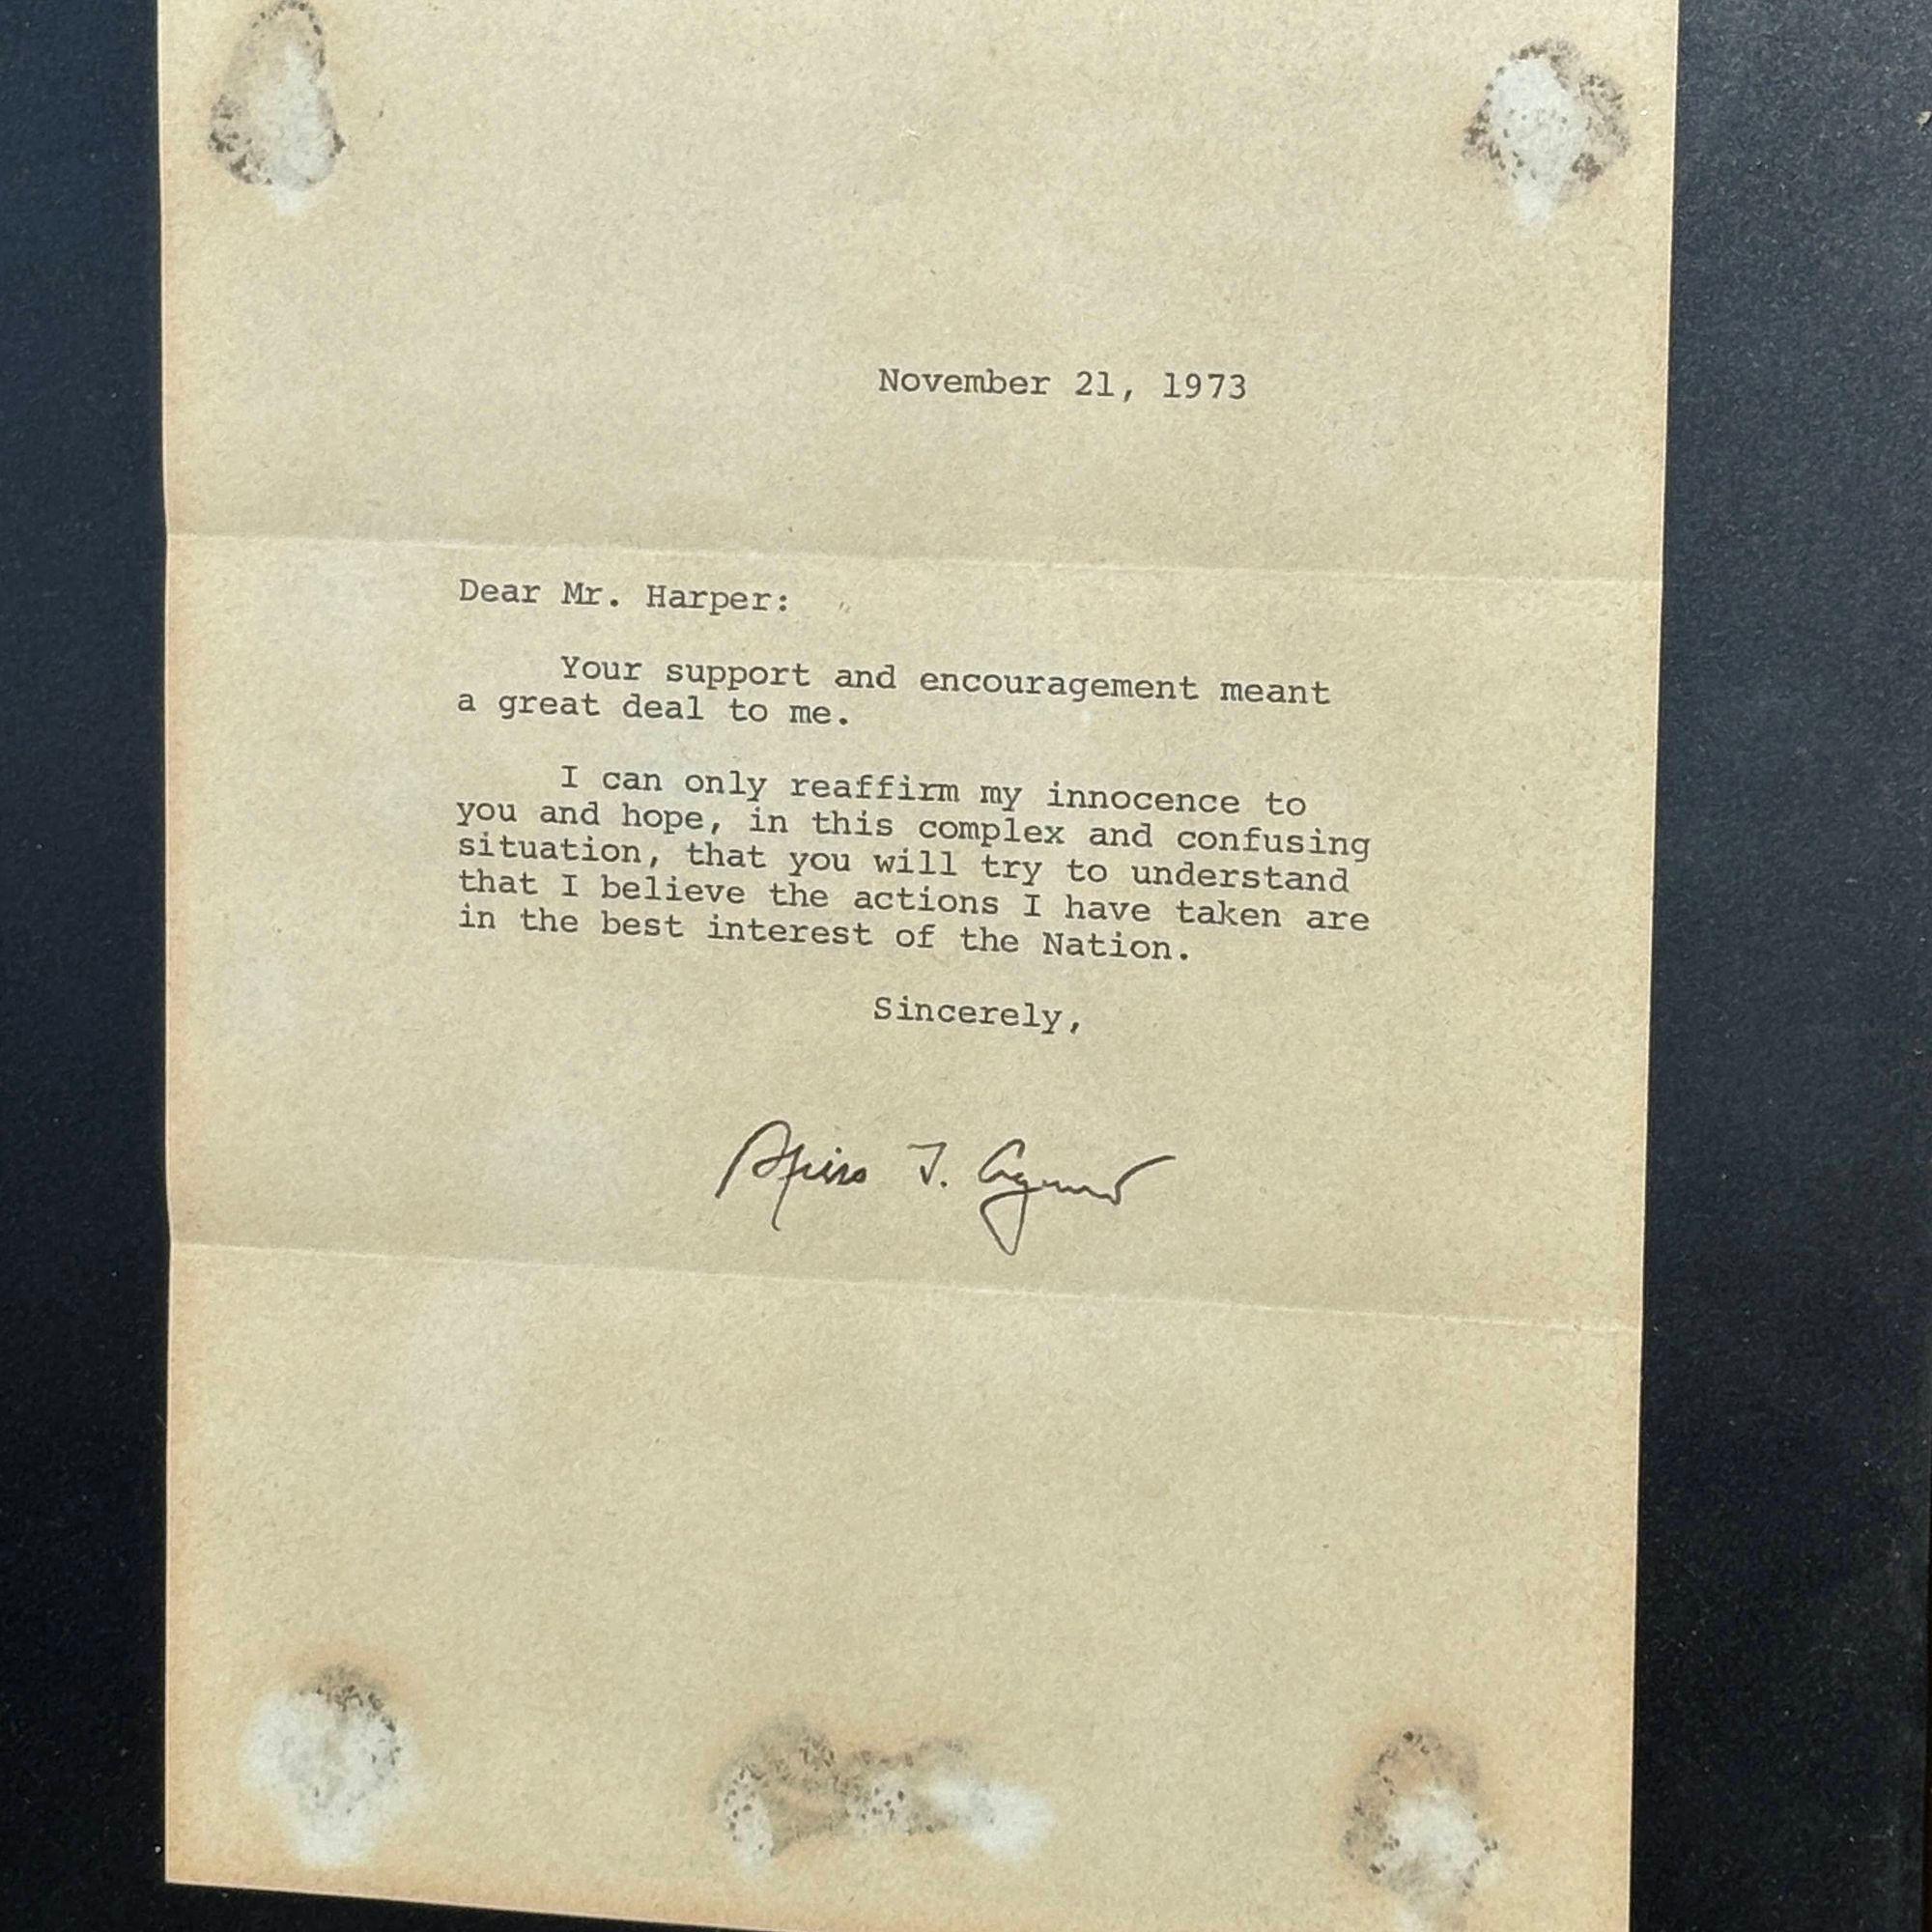 November 21, 1973
Dear Mr. Harper:
Your support and encouragement meant
a great deal to me.
I can only reaffirm my innocence to
you and hope, in this complex and confusing
situation, that you will try to understand
that I believe the actions I have taken are
in the best interest of the Nation.
Sincerely,
Spiro T. Agnew